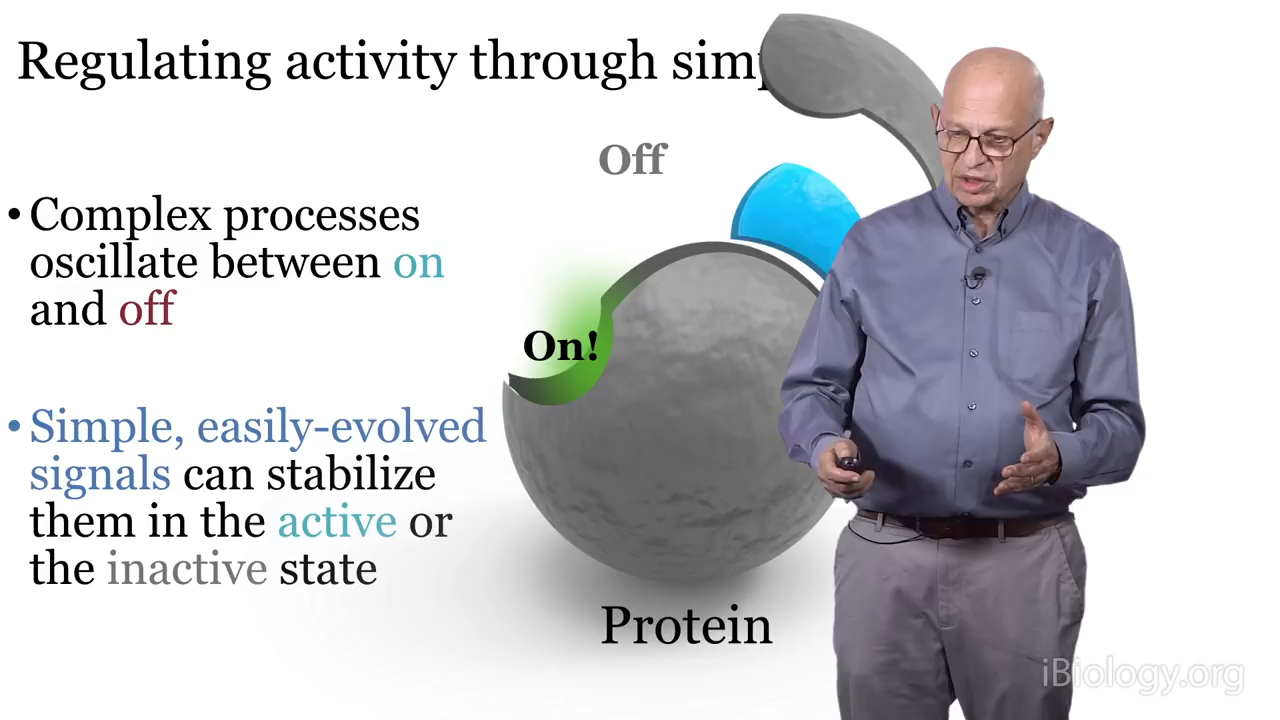 Regulating activity through
Off
• Complex processes
oscillate between on
and off
On!
• Simple, easily-evolved
signals can stabilize
them in the active or
the inactive state
Protein
iBiology.org